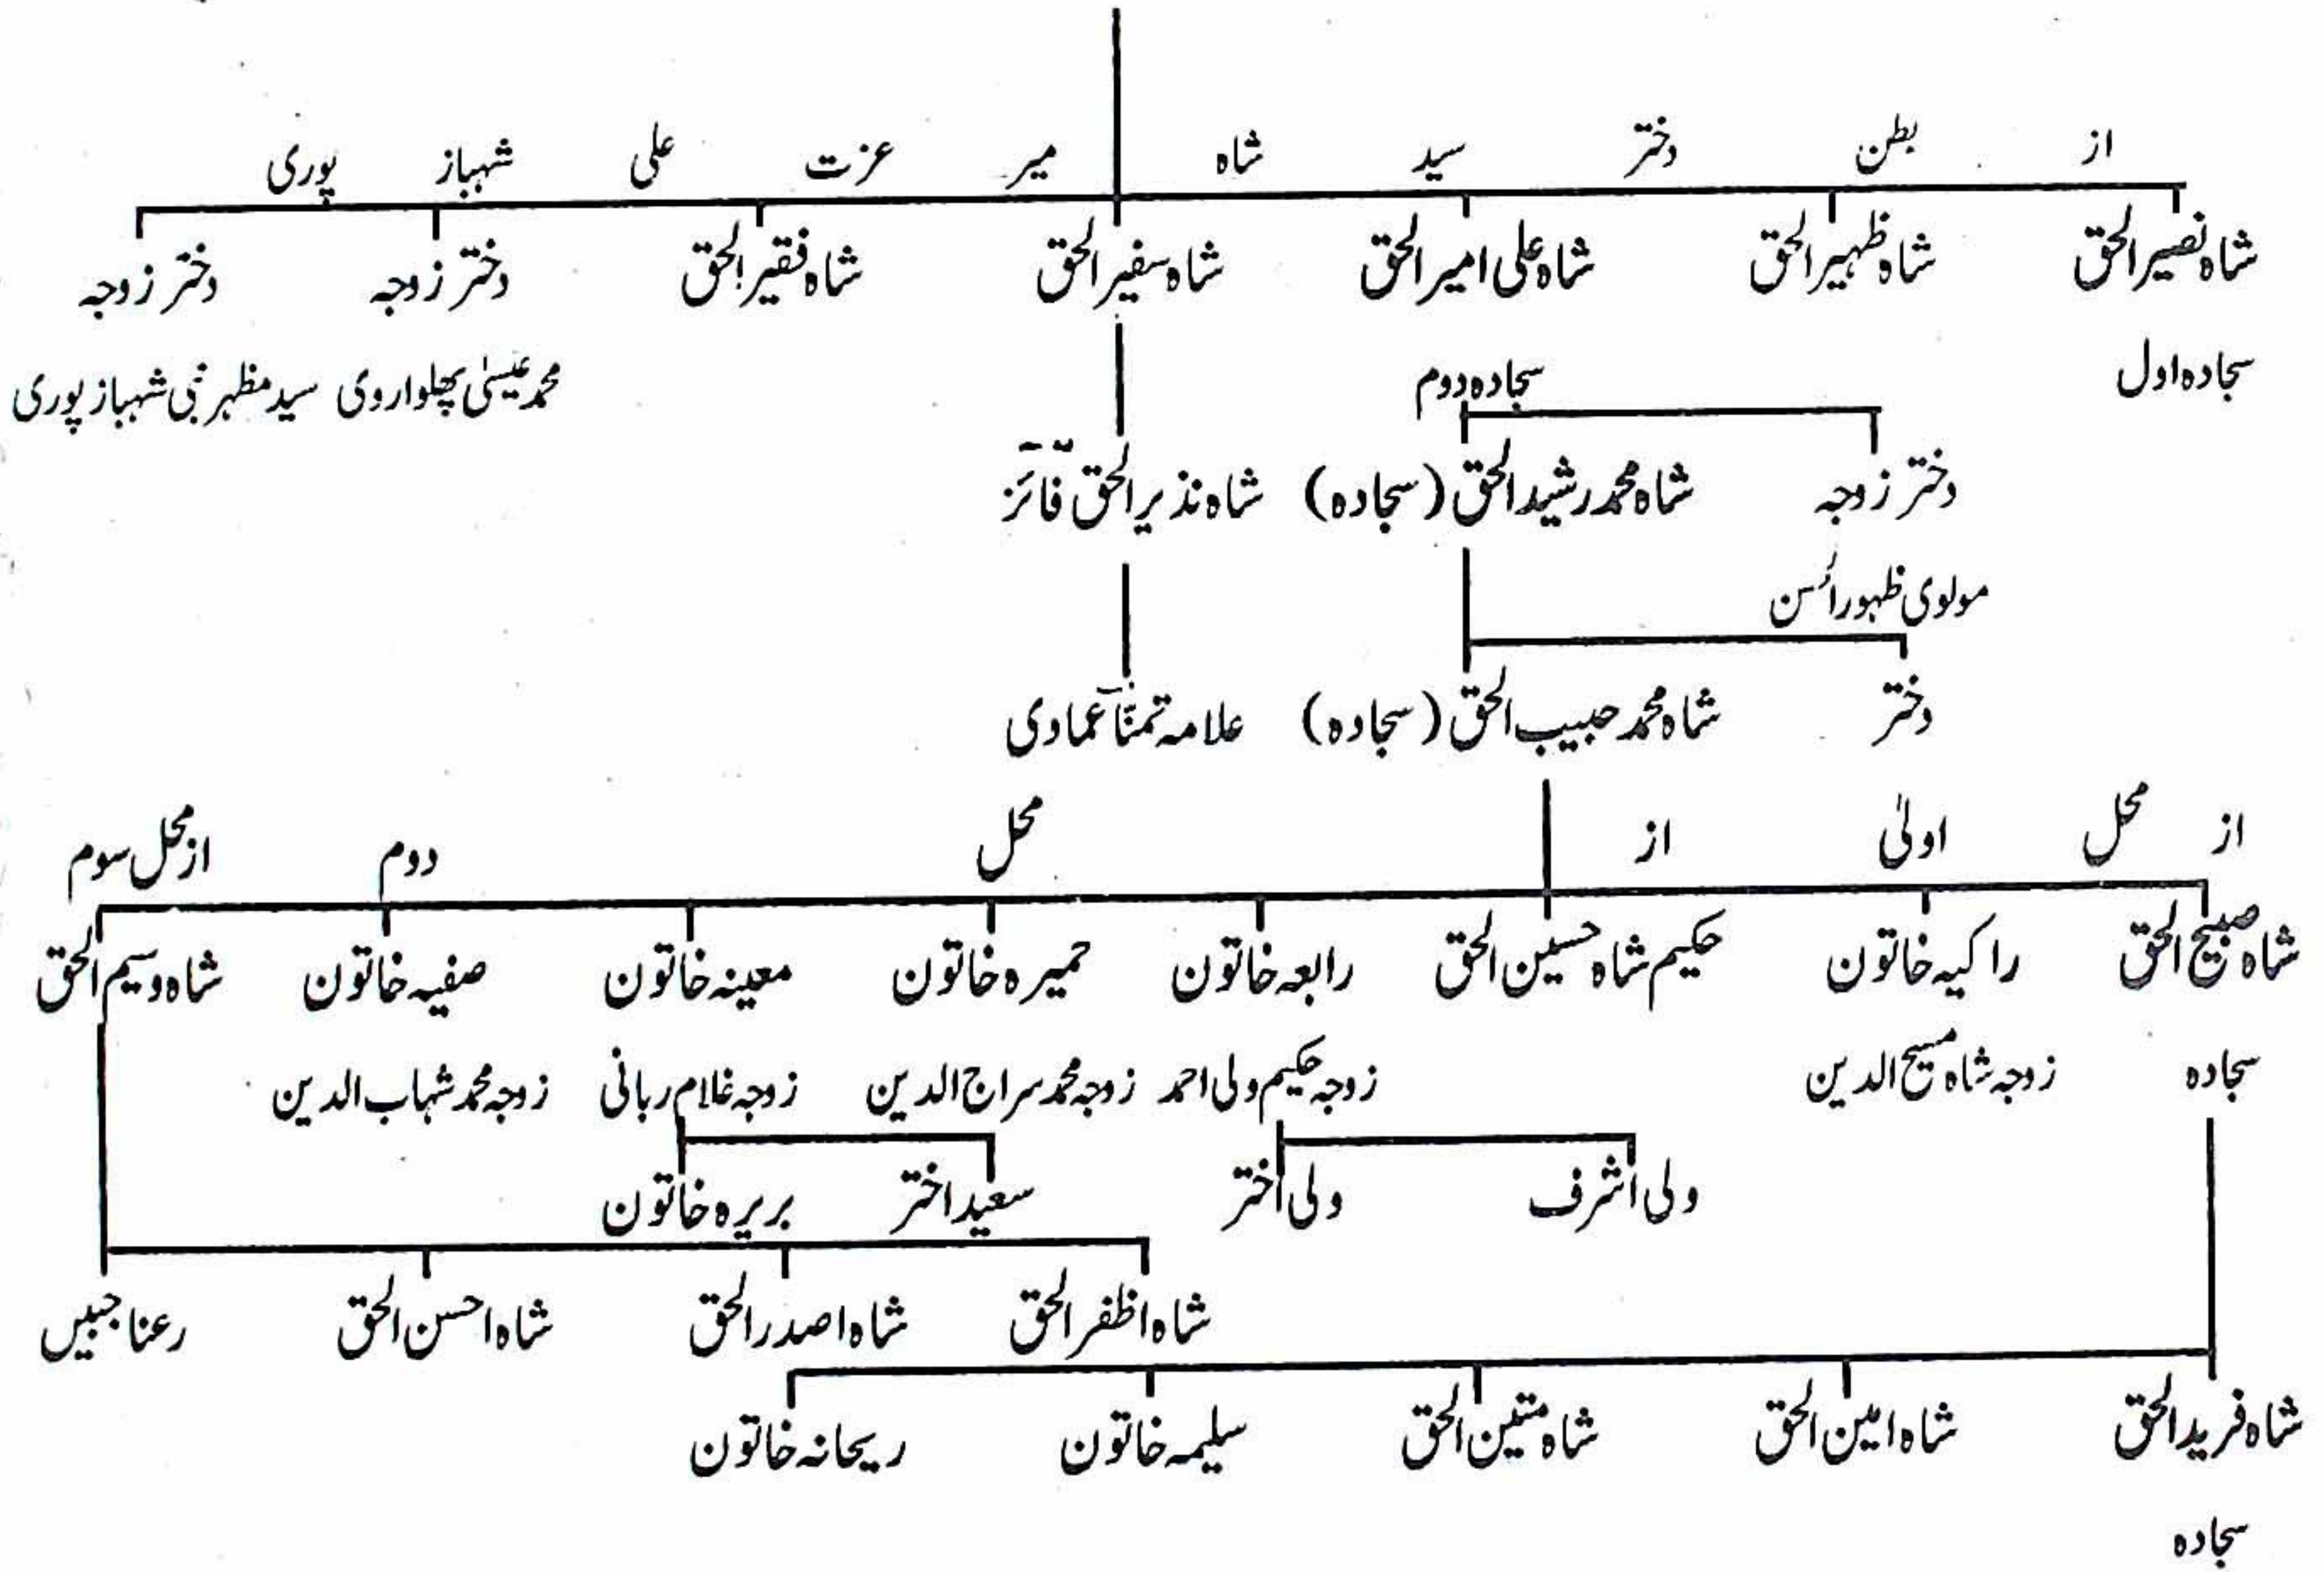 از بطن دختر سید شاہ میر عزت علی شہباز پوری
شاہ نصیر الحق شاہ ظہیر الحق شاہ علی امیر الحق شاہ سفیر الحق شاہ فقیر الحق دختر زوجہ دختر زوجہ
سجادہ اول سجادہ دوم محمد عیسیٰ پھلواروی سید مظہر نبی شہباز پوری
دختر زوجہ شاہ محمد رشید الحق (سجادہ) شاہ نذیر الحق فائز
مولوی ظہور الحسن
دختر شاہ محمد حبیب الحق (سجادہ) علامہ تمنا عمادی
از محل اولیٰ از محل دوم از محل سوم
شاہ صبیح الحق راکیہ خاتون حکیم شاہ حسین الحق رابعہ خاتون حمیرہ خاتون معینہ خاتون صفیہ خاتون شاہ وسیم الحق
سجادہ زوجہ شاہ مسیح الدین زوجہ حکیم ولی احمد زوجہ محمد سراج الدین زوجہ غلام ربانی زوجہ محمد شہاب الدین
ولی اشرف ولی اختر سعید اختر بریرہ خاتون
شاہ اظفر الحق شاہ اصدر الحق شاہ احسن الحق رعنا جبیں
شاہ فرید الحق شاہ امین الحق شاہ متین الحق سلیمہ خاتون ریحانہ خاتون
سجادہ